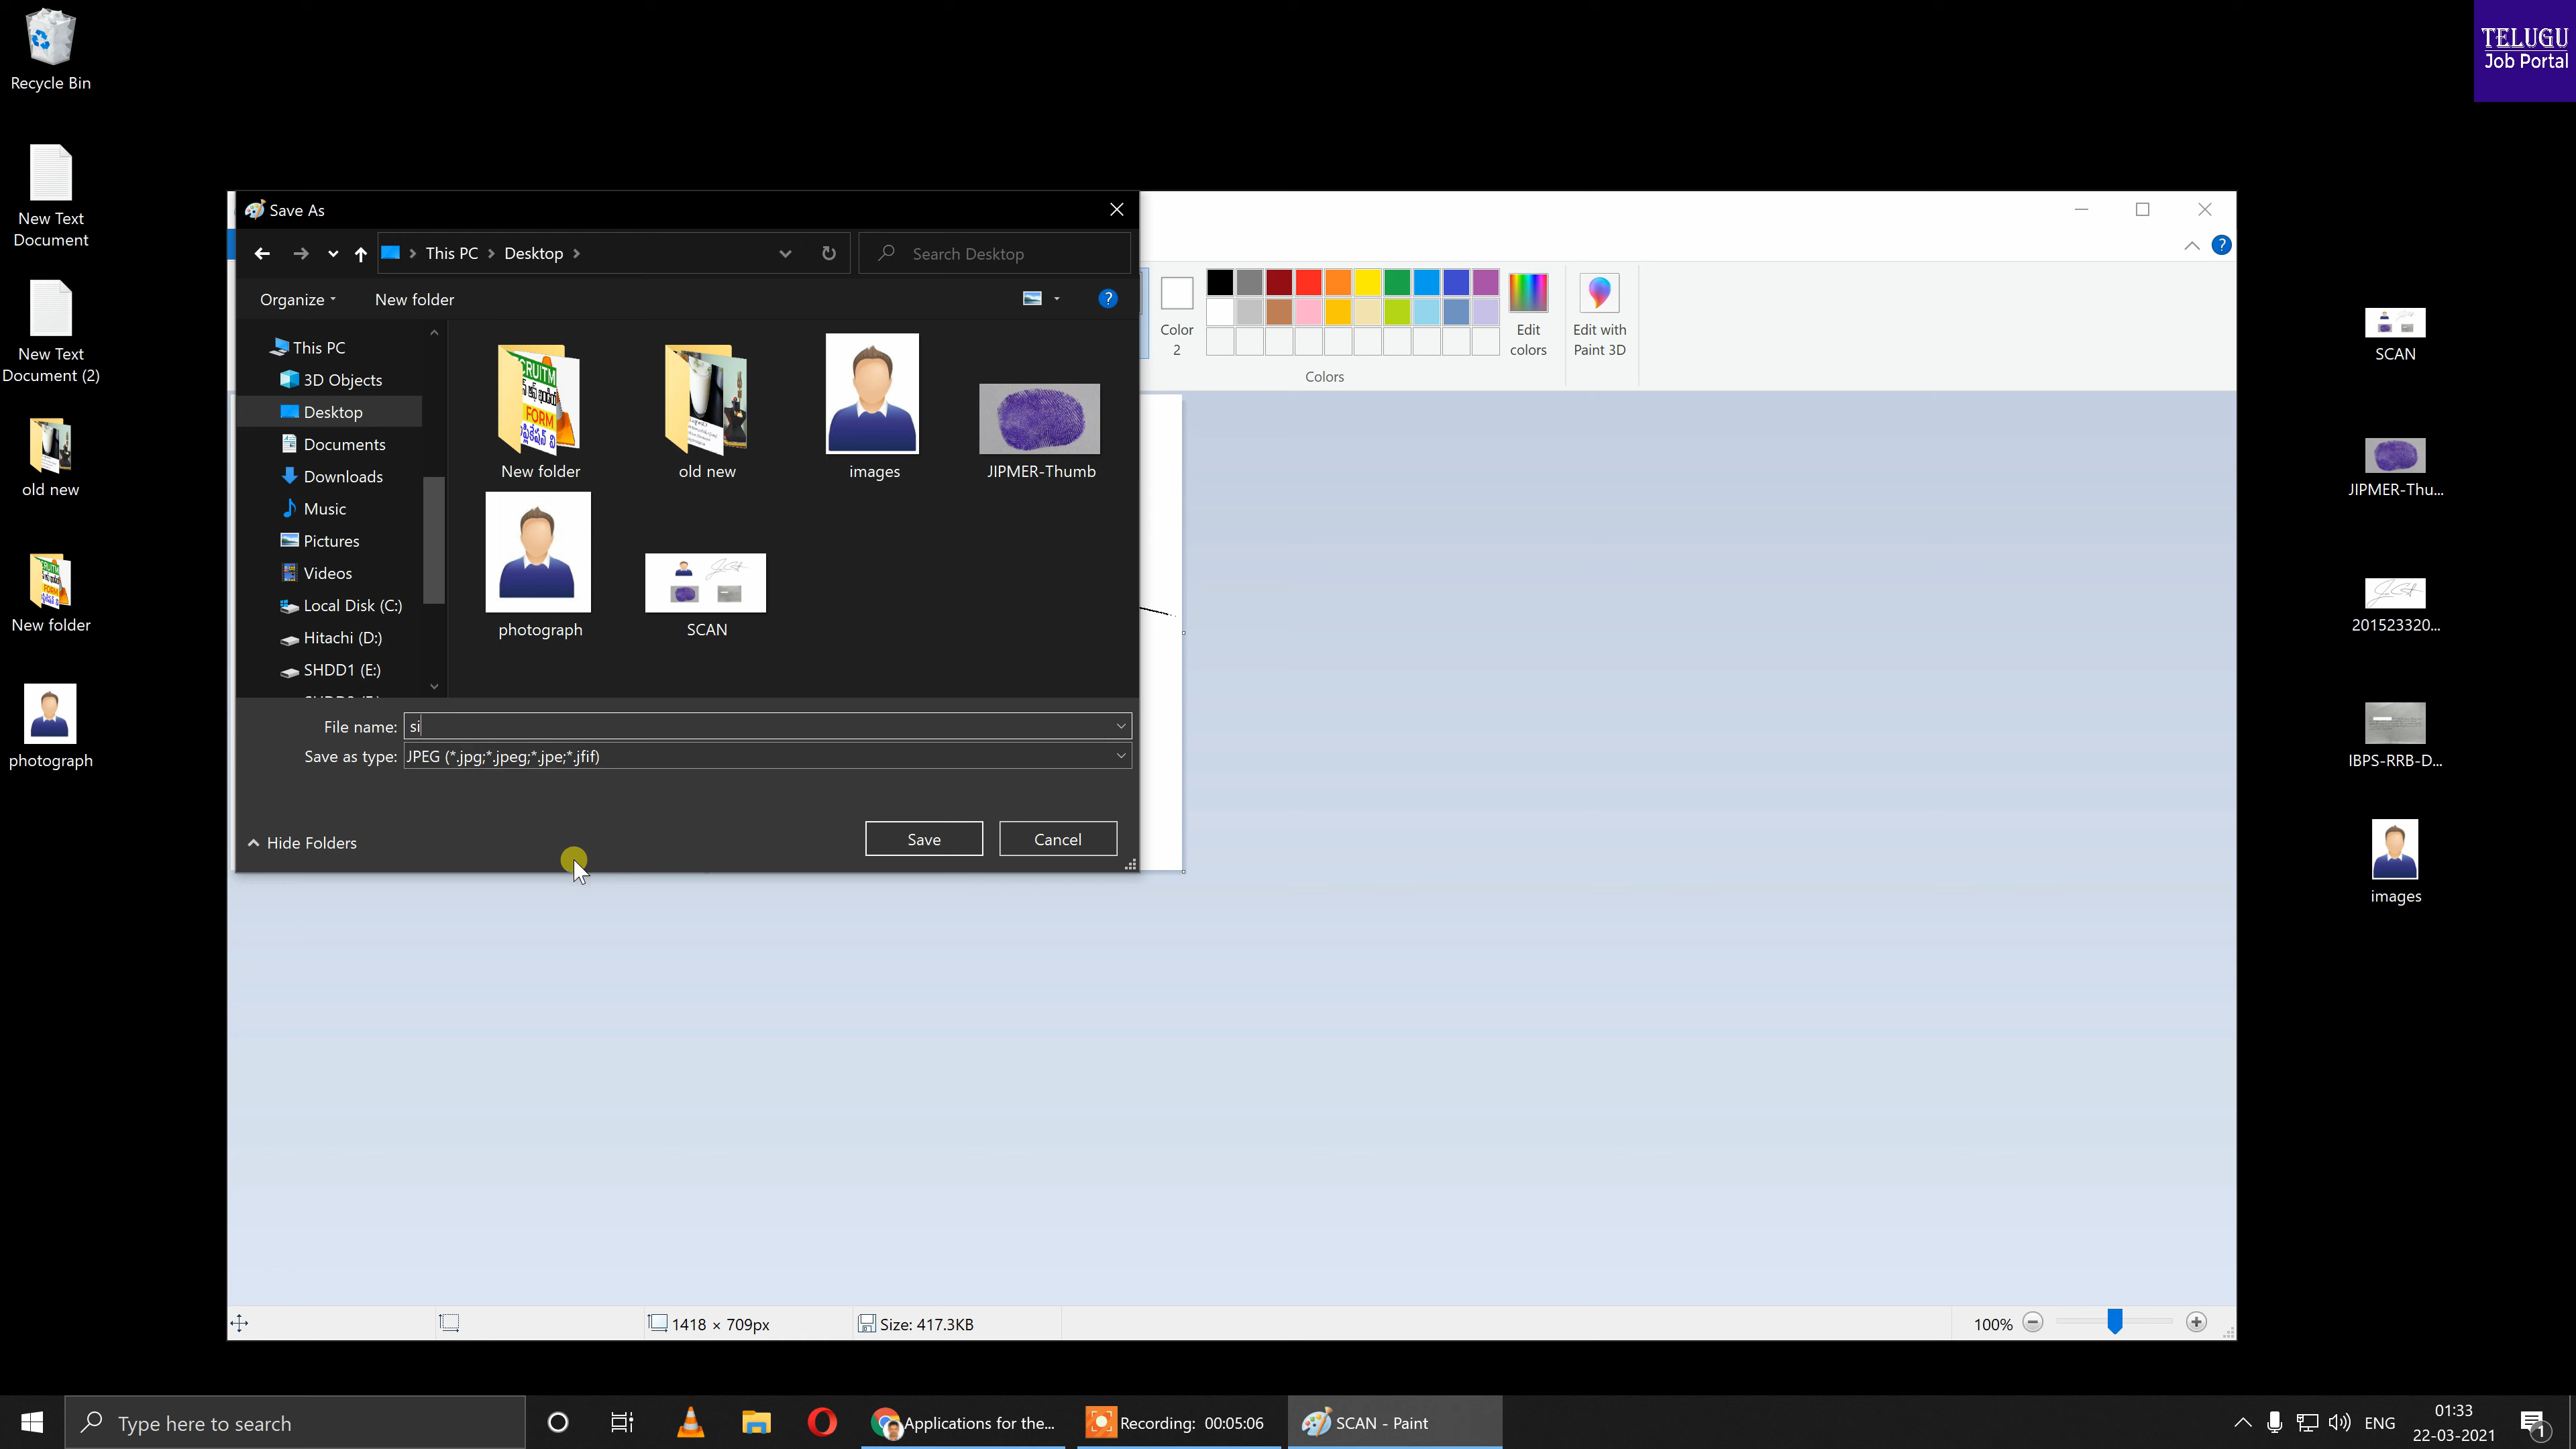 Recycle Bin
New Text
Document
New Text
Document (2)
old new
New folder
photograph
TELUGU
Job Portal
SCAN
JIPMER-Thu...
201523320...
IBPS-RRB-D...
images
Save As
This PC
Desktop
Search Desktop
Organize
New folder
This PC
3D Objects
Desktop
Documents
Downloads
Music
Pictures
Videos
Local Disk (C:)
Hitachi (D:)
SHDD1 (E:)
New folder
old new
images
JIPMER-Thumb
photograph
SCAN
File name: si
Save as type: JPEG (*.jpg;*.jpeg;*.jpe;*.jfif)
Hide Folders
Save
Cancel
Color
2
Edit
colors
Edit with
Paint 3D
Colors
1418 × 709px
Size: 417.3KB
100%
Type here to search
Applications for the...
Recording: 00:05:06
SCAN - Paint
ENG
01:33
22-03-2021
1